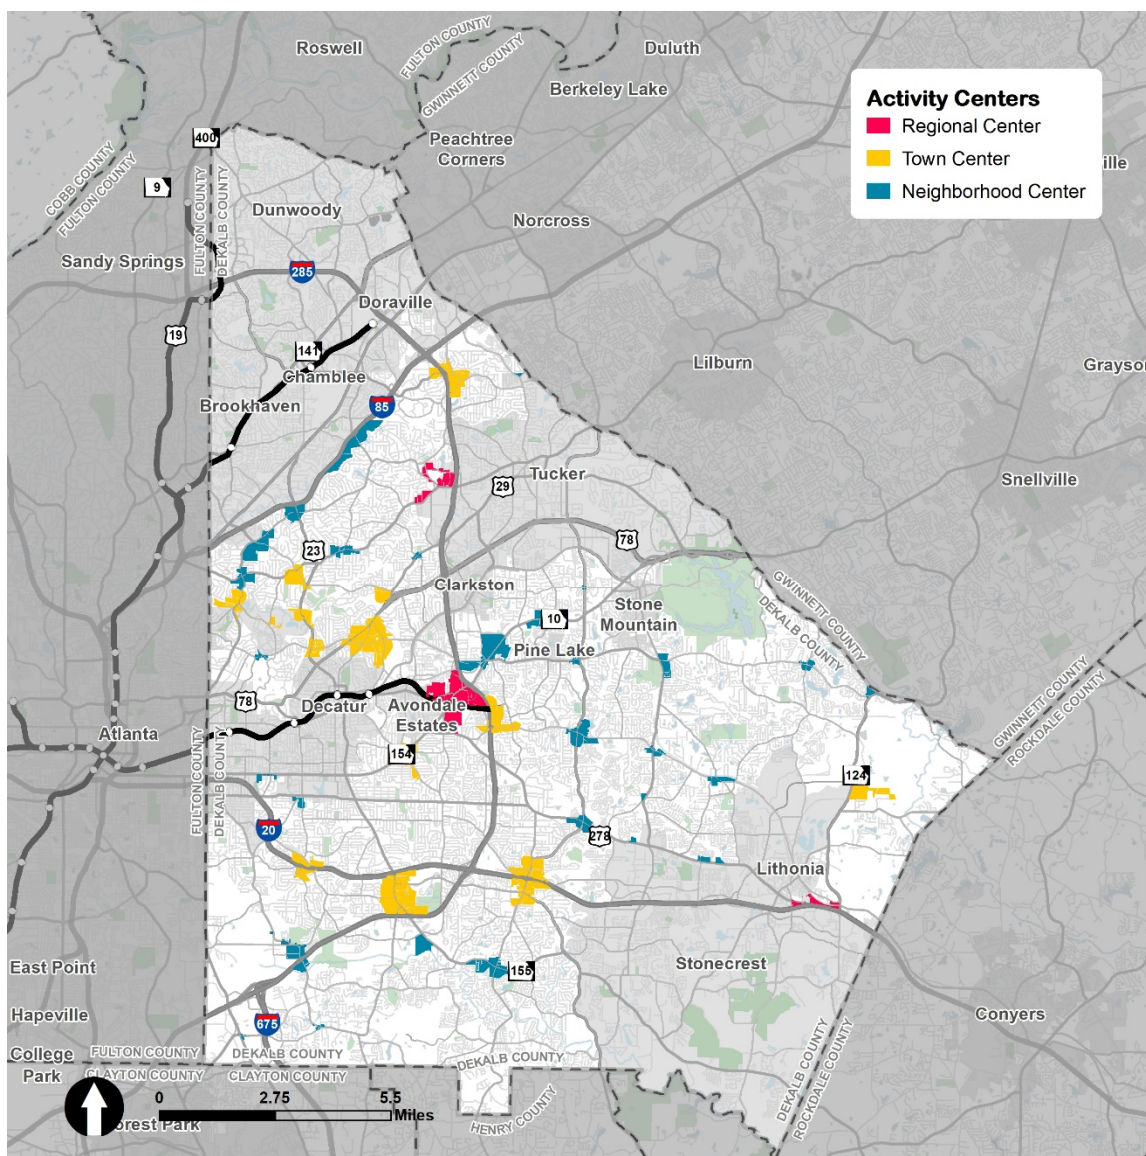 Roswell
FULTON COUNTY
GWINNETT COUNTY
Duluth
Berkeley Lake
Activity Centers
Regional Center
Town Center
Neighborhood Center
400
Peachtree
Corners
ville
COBB COUNTY
FULTON COUNTY
9
FULTON COUNTY
DEKALB COUNTY
Dunwoody
Norcross
Sandy Springs
285
Doraville
19
141
Chamblee
Lilburn
Grayson
Brookhaven
85
Tucker
29
Snellville
23
78
Clarkston
10
Stone
Mountain
GWINNETT COUNTY
DEKALB COUNTY
Pine Lake
78
Decatur
Avondale
Estates
Atlanta
154
FULTON COUNTY
DEKALB COUNTY
GWINNETT COUNTY
ROCKDALE COUNTY
124
20
278
Lithonia
East Point
155
Stonecrest
Hapeville
675
Conyers
College
Park
FULTON COUNTY
DEKALB COUNTY
DEKALB COUNTY
CLAYTON COUNTY
CLAYTON COUNTY
DEKALB COUNTY
ROCKDALE COUNTY
0
2.75
5.5
Miles
HENRY COUNTY
orest Park